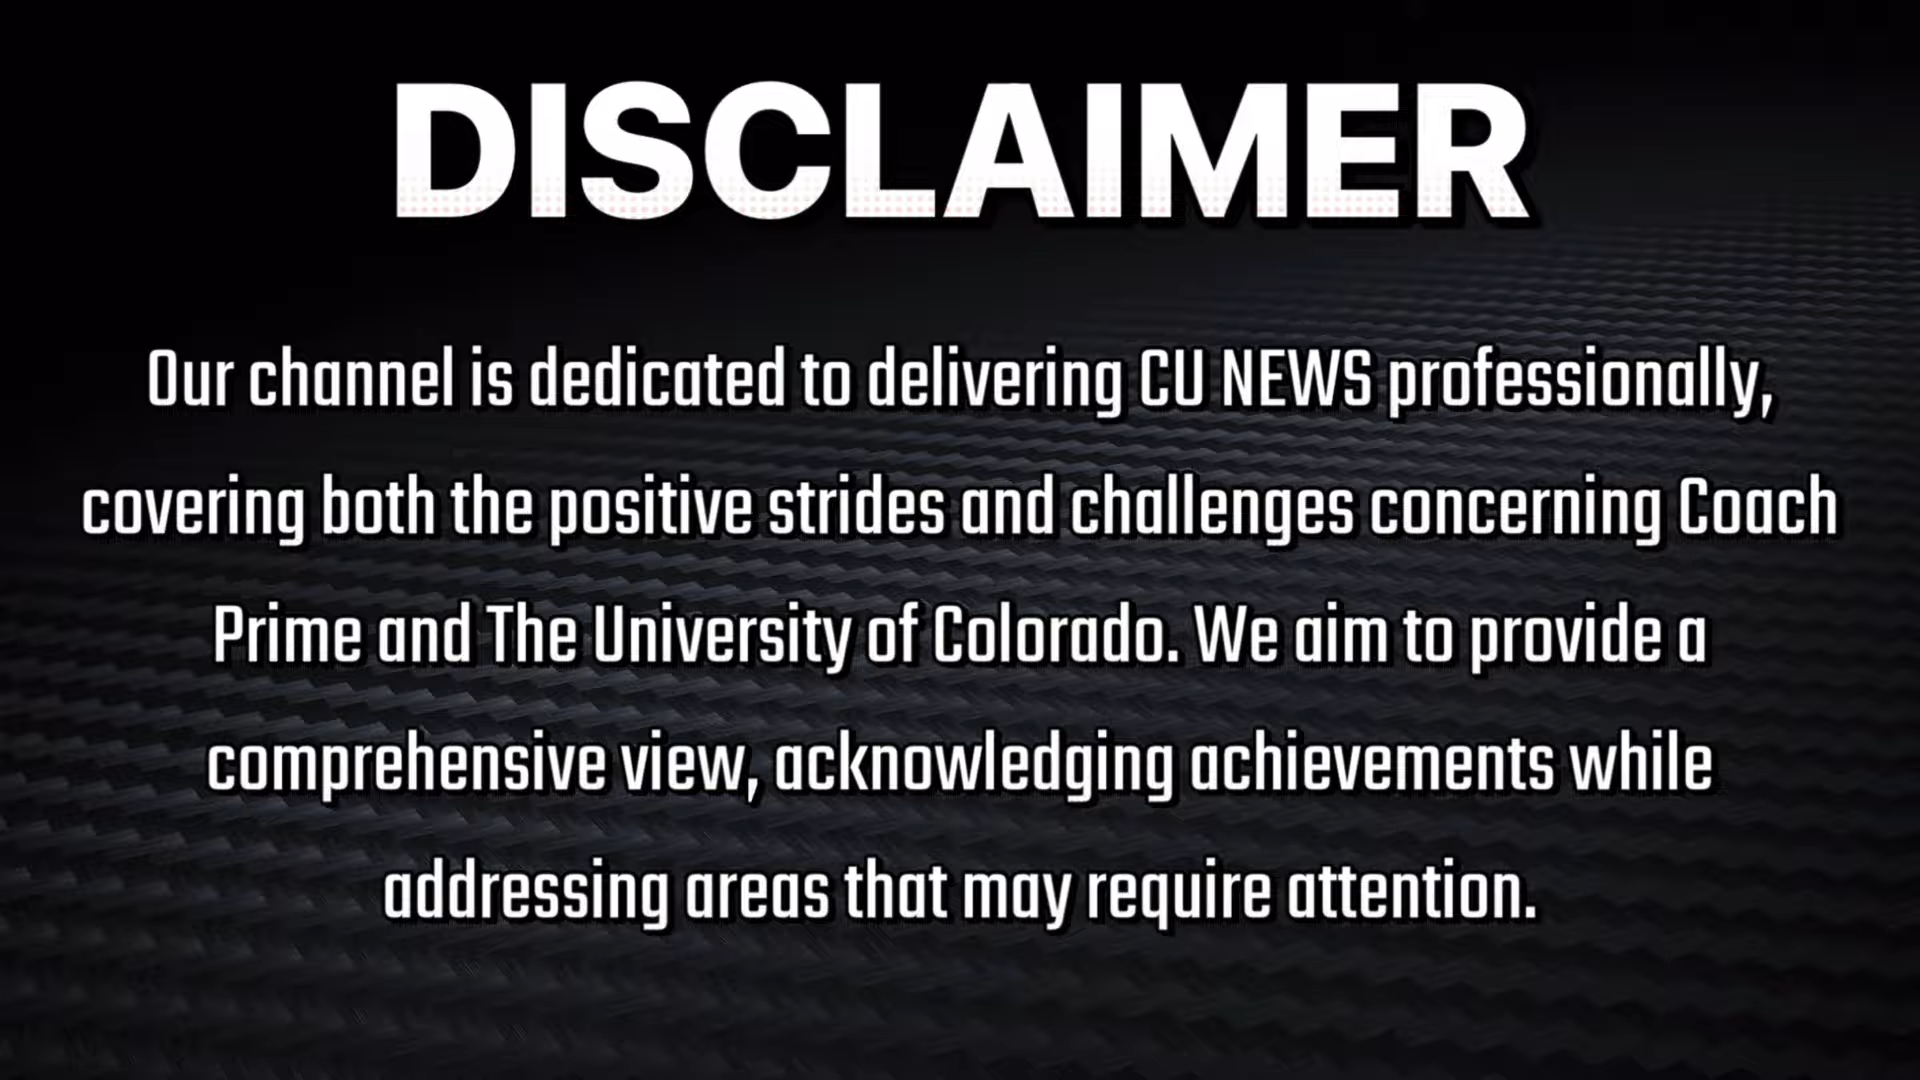 DISCLAIMER
Our channel is dedicated to delivering CU NEWS professionally,
covering both the positive strides and challenges concerning Coach
Prime and The University of Colorado. We aim to provide a
comprehensive view, acknowledging achievements while
addressing areas that may require attention.